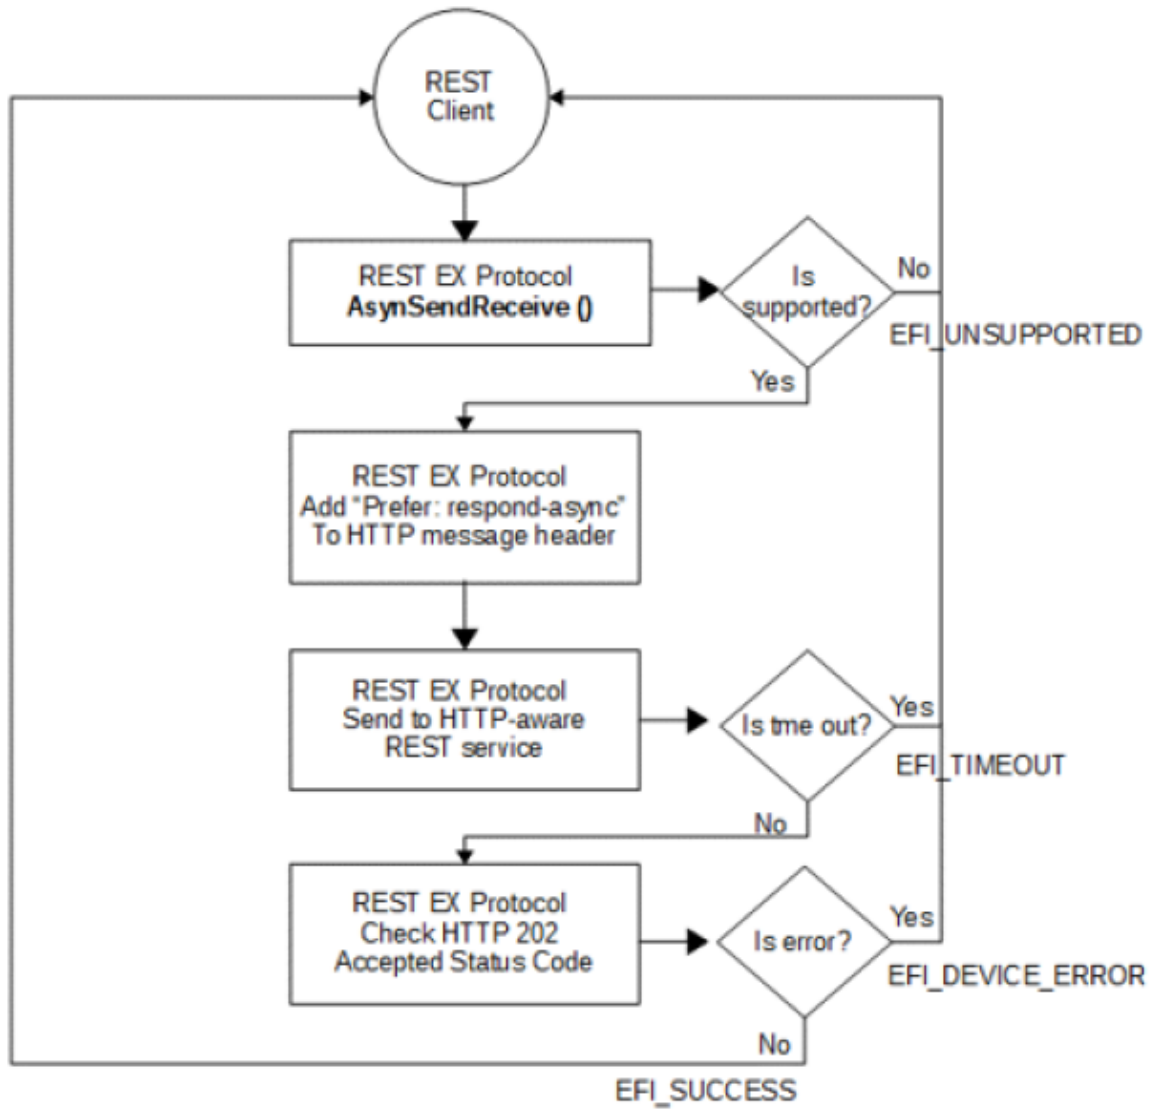 REST
Client
REST EX Protocol
AsynSendReceive ()
Is
supported?
No
EFI_UNSUPPORTED
Yes
REST EX Protocol
Add "Prefer: respond-async"
To HTTP message header
REST EX Protocol
Send to HTTP-aware
REST service
Is tme out?
Yes
EFI_TIMEOUT
No
REST EX Protocol
Check HTTP 202
Accepted Status Code
Is error?
Yes
EFI_DEVICE_ERROR
No
EFI_SUCCESS